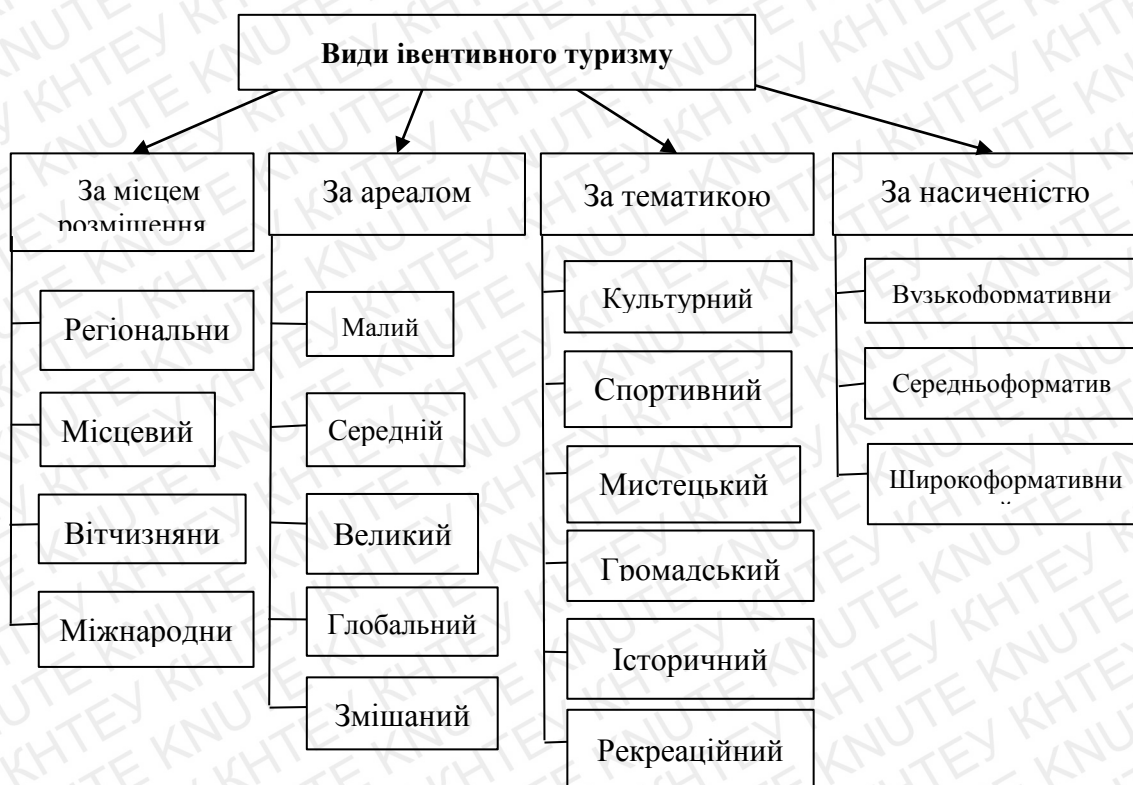 Види івентивного туризму
За місцем
розміщення
Регіональни
Місцевий
Вітчизняни
Міжнародни
За ареалом
Малий
Середній
Великий
Глобальний
Змішаний
За тематикою
Культурний
Спортивний
Мистецький
Громадський
Історичний
Рекреаційний
За насиченістю
Вузькоформативни
Середньоформатив
Широкоформативни